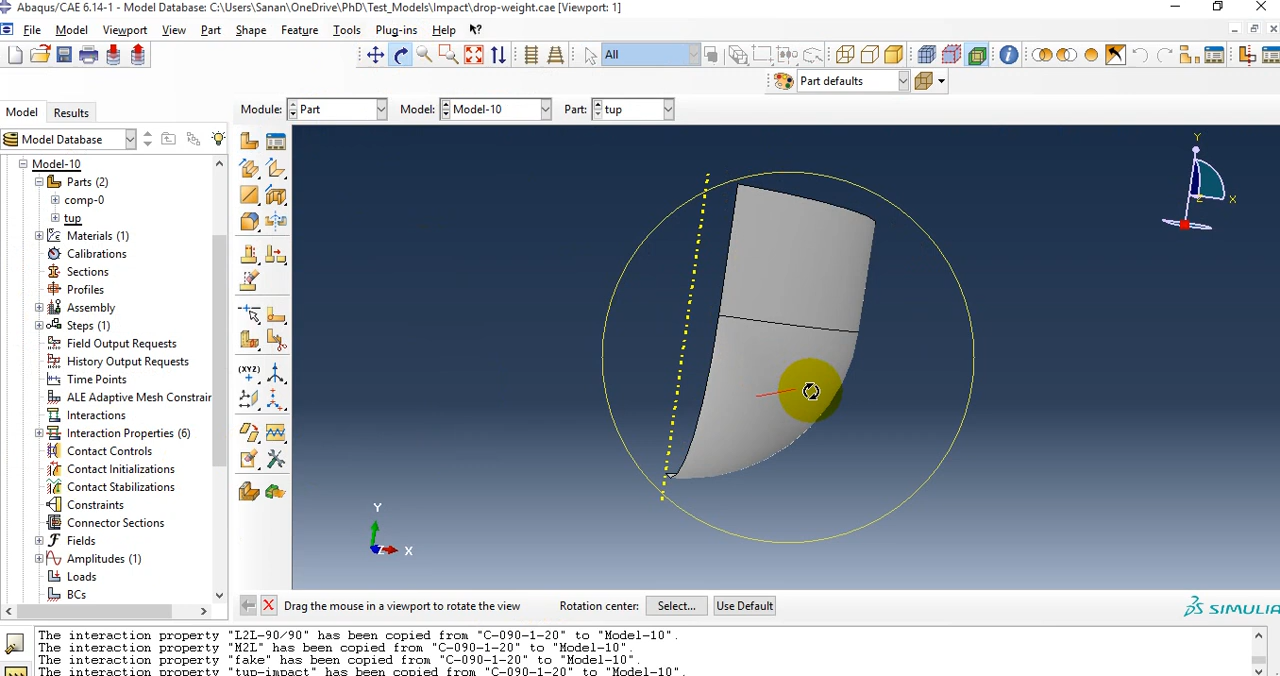 Abaqus/CAE 6.14-1 - Model Database: C:\Users\Sanan\OneDrive\PhD\Test_Models\Impact\drop-weight.cae [Viewport: 1]
File Model Viewport View Part Shape Feature Tools Plug-ins Help
All
Part defaults
Model Results
Module: Part Model: Model-10 Part: tup
Model Database
Model-10
Parts (2)
comp-0
tup
Materials (1)
Calibrations
Sections
Profiles
Assembly
Steps (1)
Field Output Requests
History Output Requests
Time Points
ALE Adaptive Mesh Constrair
Interactions
Interaction Properties (6)
Contact Controls
Contact Initializations
Contact Stabilizations
Constraints
Connector Sections
Fields
Amplitudes (1)
Loads
BCs
(XYZ)
Y
X
Z
Y
Z X
Drag the mouse in a viewport to rotate the view Rotation center: Select... Use Default
SIMULIA
The interaction property "L2L-90/90" has been copied from "C-090-1-20" to "Model-10".
The interaction property "M2L" has been copied from "C-090-1-20" to "Model-10".
The interaction property "fake" has been copied from "C-090-1-20" to "Model-10".
The interaction property "tup-impact" has been copied from "C-090-1-20" to "Model-10".